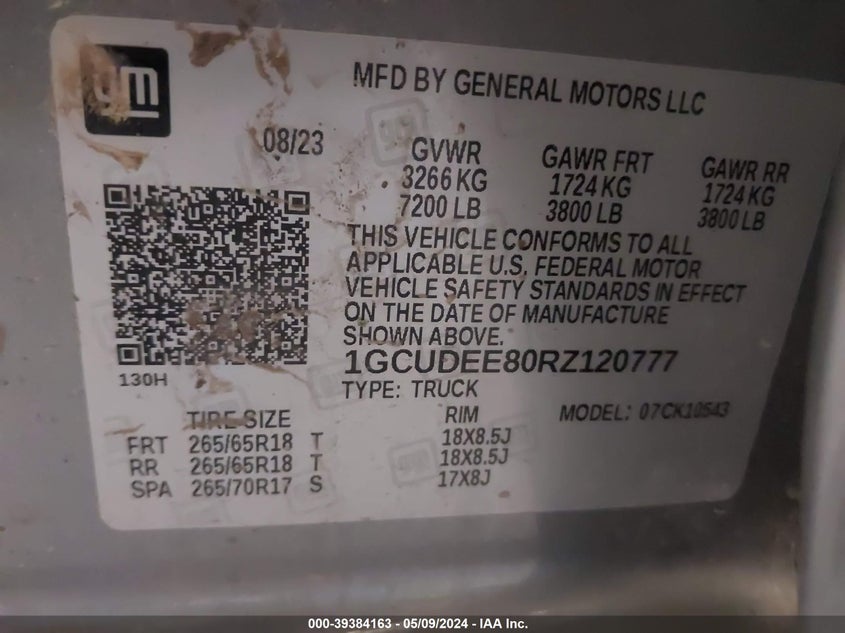 gm
MFD BY GENERAL MOTORS LLC
08/23
GVWR GAWR FRT GAWR RR
3266 KG 1724 KG 1724 KG
7200 LB 3800 LB 3800 LB
THIS VEHICLE CONFORMS TO ALL
APPLICABLE U.S. FEDERAL MOTOR
VEHICLE SAFETY STANDARDS IN EFFECT
ON THE DATE OF MANUFACTURE
SHOWN ABOVE.
1GCUDEE80RZ120777
130H
TYPE: TRUCK
TIRE SIZE RIM MODEL: 07CK10543
FRT 265/65R18 T 18X8.5J
RR 265/65R18 T 18X8.5J
SPA 265/70R17 S 17X8J
000-39384163 - 05/09/2024 - IAA Inc.